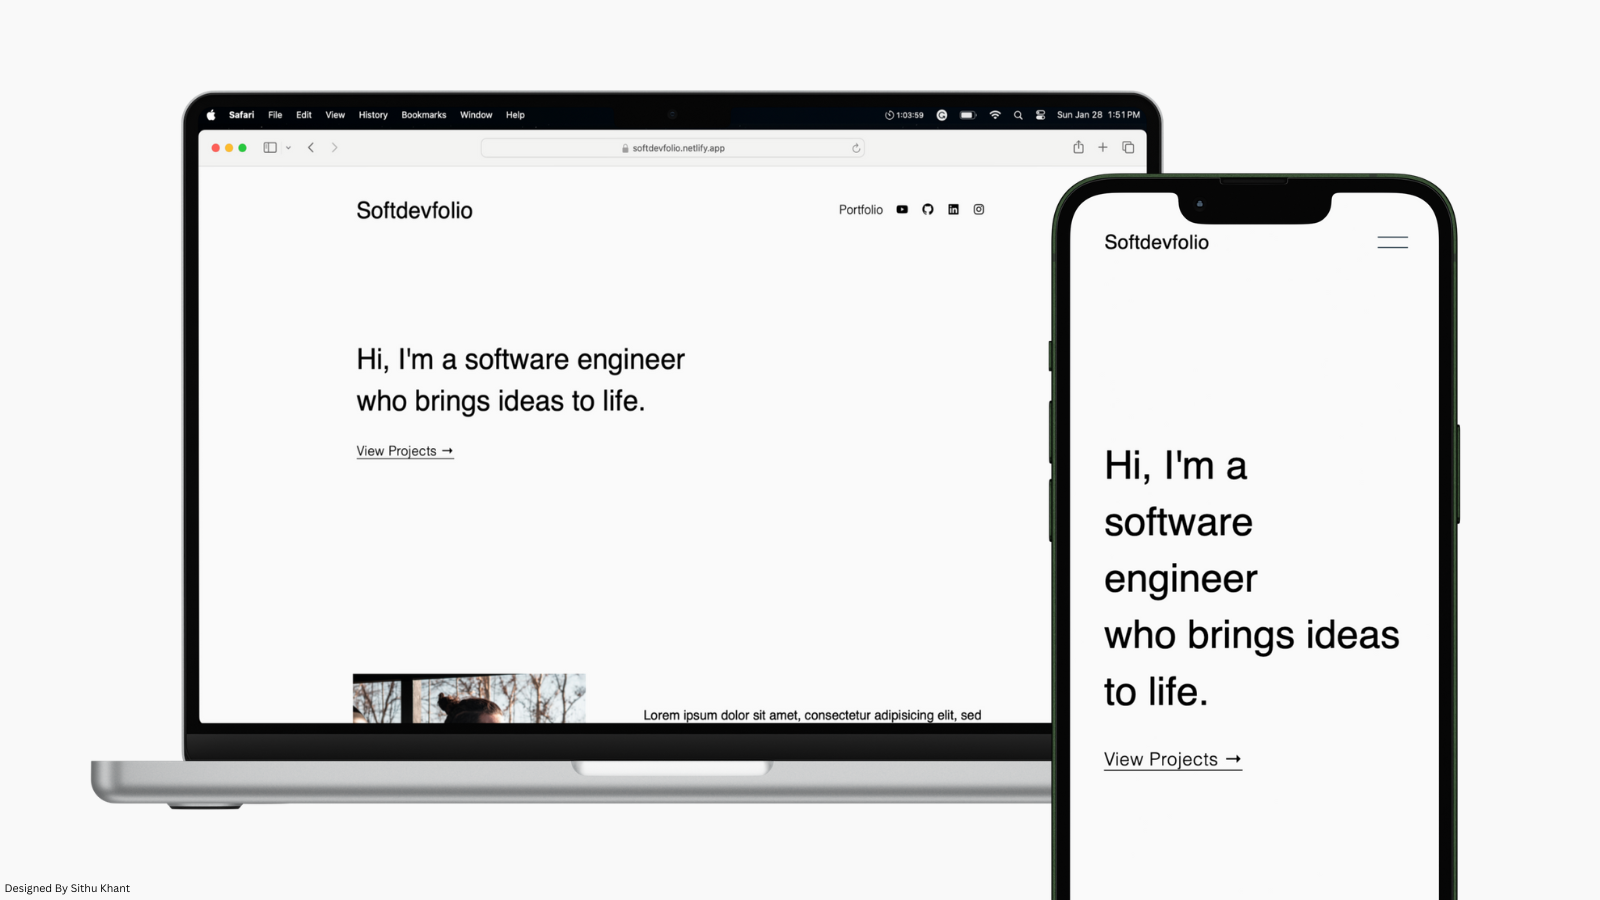 Safari File Edit View History Bookmarks Window Help 1:03:59 Sun Jan 28 1:51 PM
softdevfolio.netlify.app
Softdevfolio
Portfolio
Hi, I'm a software engineer
who brings ideas to life.
View Projects →
Lorem ipsum dolor sit amet, consectetur adipisicing elit, sed
Softdevfolio
Hi, I'm a
software
engineer
who brings ideas
to life.
View Projects →
Designed By Sithu Khant